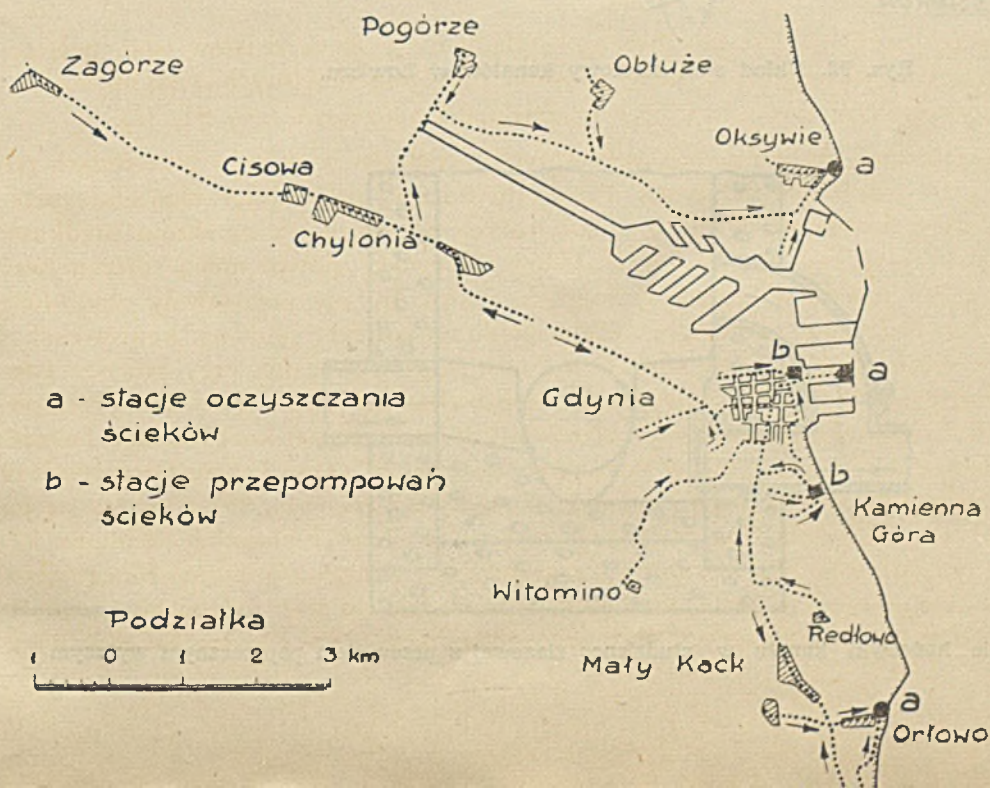 Pogórze
Zagórze
Obłuże
Oksywie
a
Cisowa
Chylonia
b
a
Gdynia
a - stacje oczyszczania
ścieków
b - stacje przepompowań
ścieków
b
Kamienna
Góra
Witomino
Redłowo
Podziałka
1 0 1 2 3 km
Mały Kack
a
Orłowo